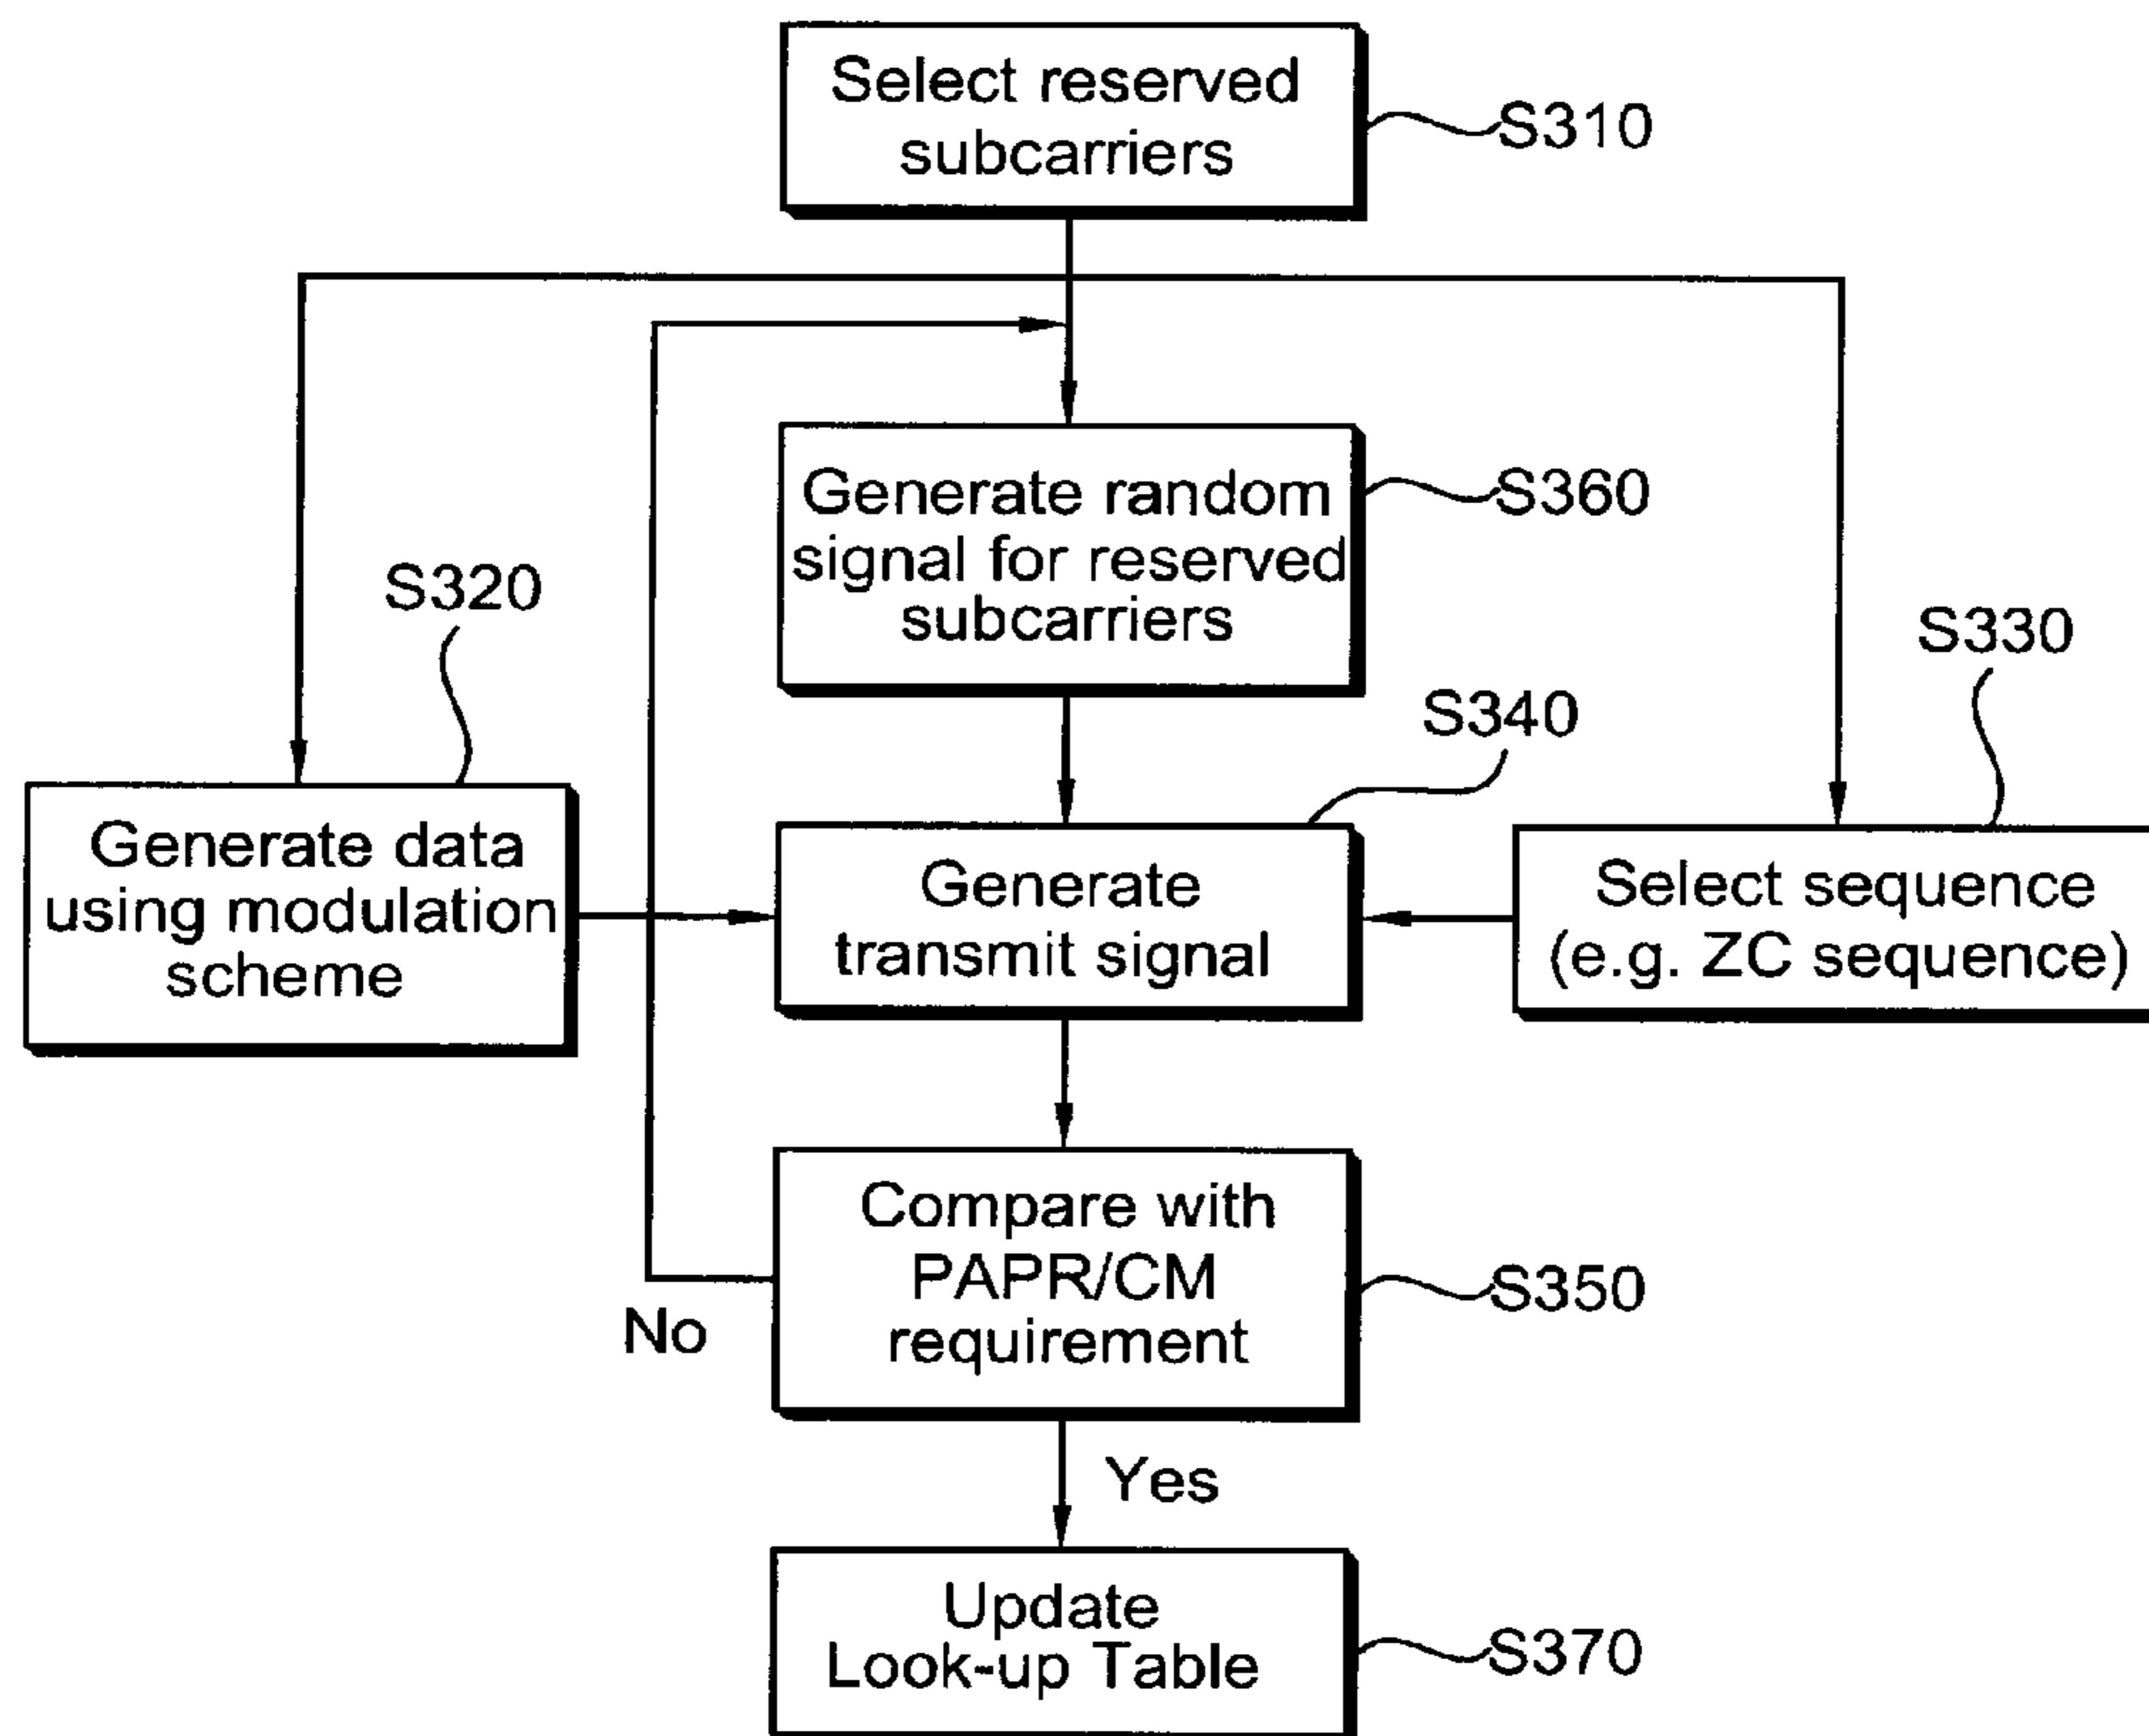 Select reserved
subcarriers
S310
Generate random
signal for reserved
subcarriers
S360
S320
S330
S340
Generate data
using modulation
scheme
Generate
transmit signal
Select sequence
(e.g. ZC sequence)
Compare with
PAPR/CM
requirement
S350
No
Yes
Update
Look-up Table
S370